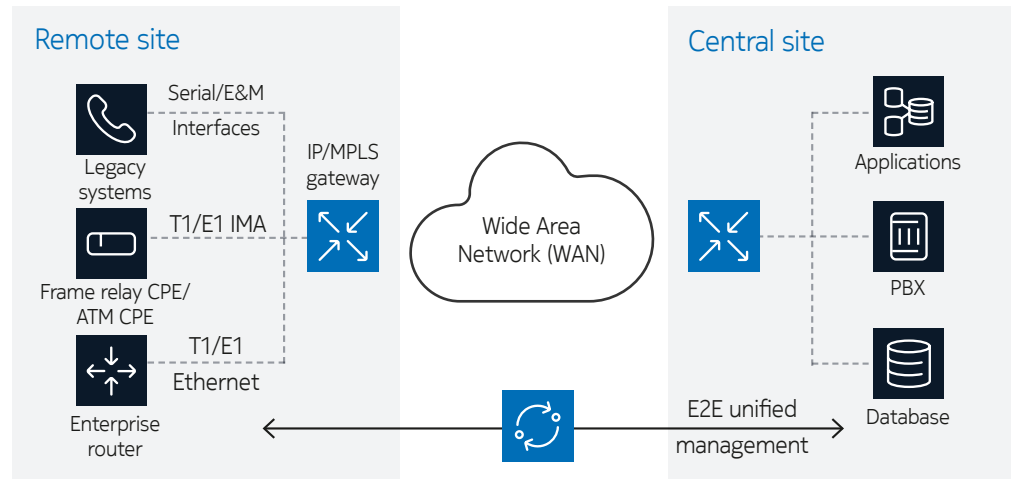 Remote site
Serial/E&M
Interfaces
Legacy
systems
T1/E1 IMA
Frame relay CPE/
ATM CPE
T1/E1
Ethernet
Enterprise
router
IP/MPLS
gateway
Wide Area
Network (WAN)
Central site
Applications
PBX
Database
E2E unified
management